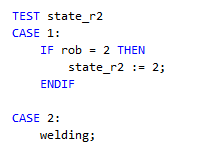 TEST state_r2
CASE 1:
    IF rob = 2 THEN
        state_r2 := 2;
    ENDIF

CASE 2:
    welding;